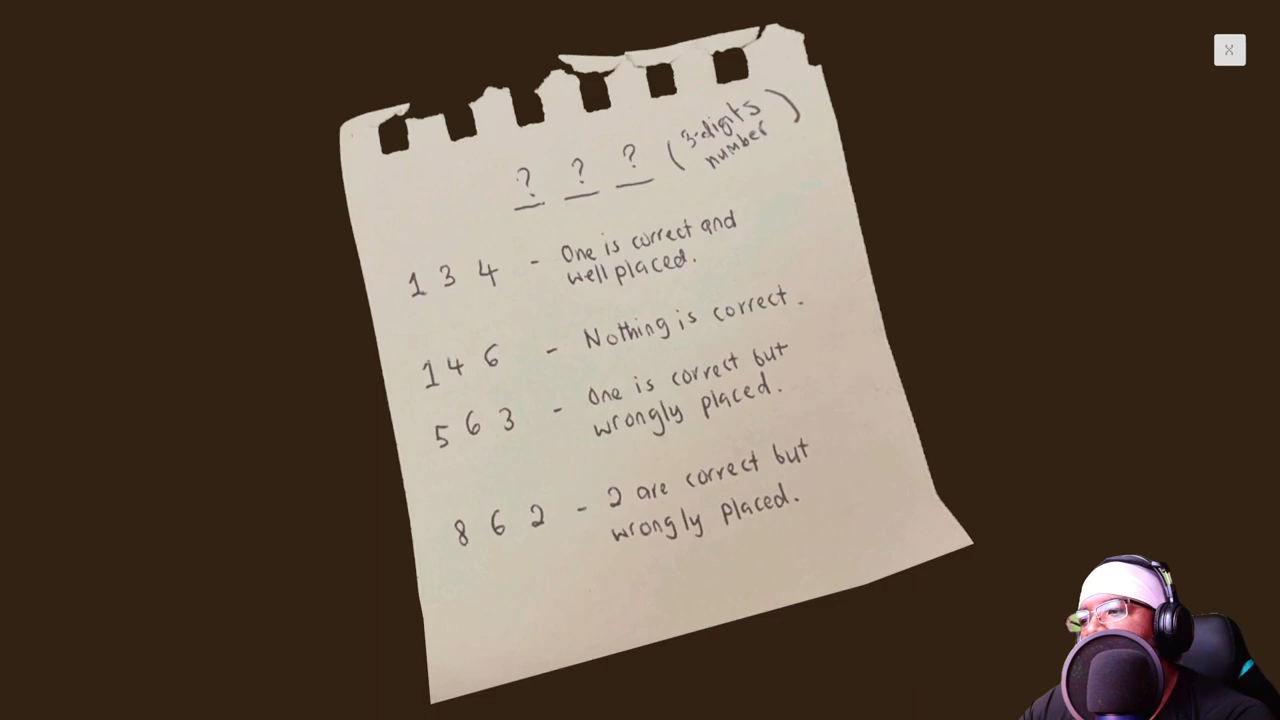 ? ? ? (3-digits
number)
1 3 4 - One is correct and
well placed.
1 4 6 - Nothing is correct.
5 6 3 - One is correct but
wrongly placed.
8 6 2 - 2 are correct but
wrongly placed.
X